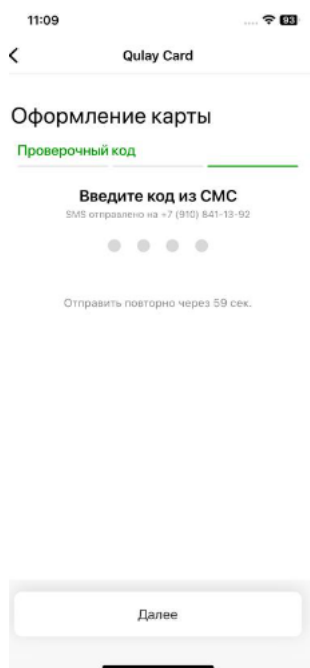 11:09
93
Qulay Card
Оформление карты
Проверочный код
Введите код из СМС
SMS отправлено на +7 (910) 841-13-92
Отправить повторно через 59 сек.
Далее